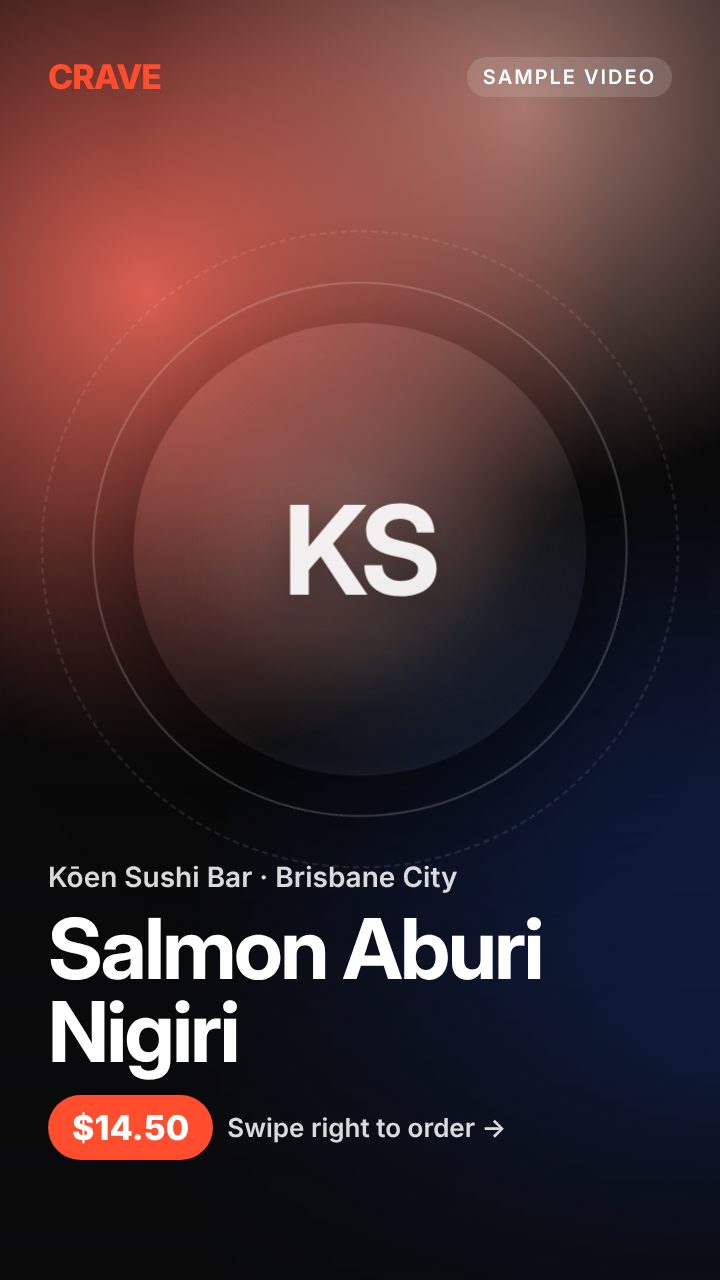 CRAVE
SAMPLE VIDEO
KS
Kōen Sushi Bar · Brisbane City
Salmon Aburi
Nigiri
$14.50
Swipe right to order →